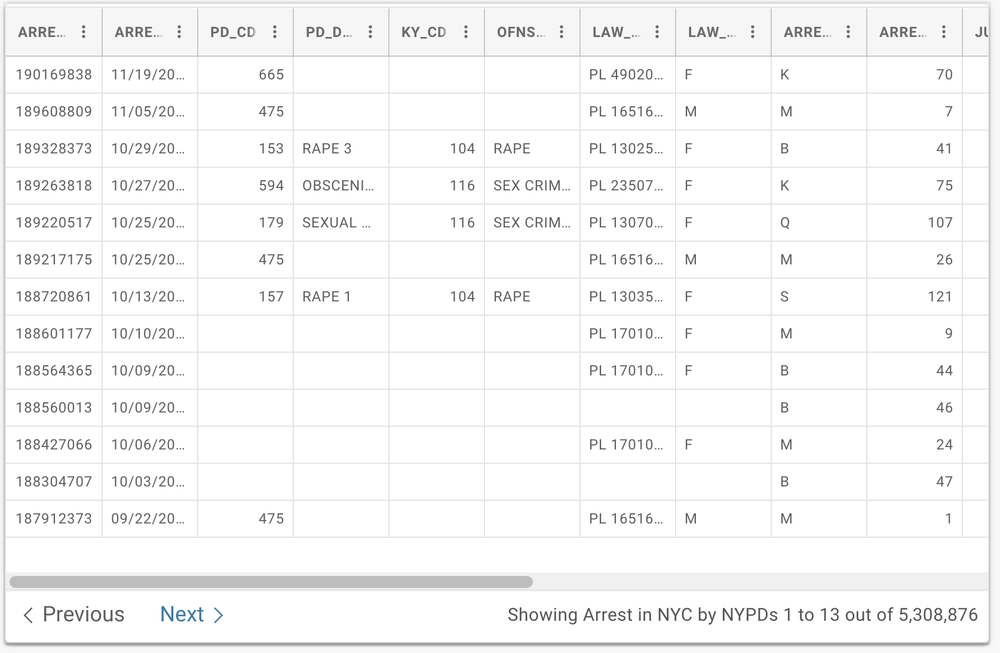 ARRE... ARRE... PD_CD PD_D... KY_CD OFNS... LAW_... LAW_... ARRE... ARRE... JU
190169838 11/19/20... 665 PL 49020... F K 70
189608809 11/05/20... 475 PL 16516... M M 7
189328373 10/29/20... 153 RAPE 3 104 RAPE PL 13025... F B 41
189263818 10/27/20... 594 OBSCENI... 116 SEX CRIM... PL 23507... F K 75
189220517 10/25/20... 179 SEXUAL ... 116 SEX CRIM... PL 13070... F Q 107
189217175 10/25/20... 475 PL 16516... M M 26
188720861 10/13/20... 157 RAPE 1 104 RAPE PL 13035... F S 121
188601177 10/10/20... PL 17010... F M 9
188564365 10/09/20... PL 17010... F B 44
188560013 10/09/20... B 46
188427066 10/06/20... PL 17010... F M 24
188304707 10/03/20... B 47
187912373 09/22/20... 475 PL 16516... M M 1
Previous Next Showing Arrest in NYC by NYPDs 1 to 13 out of 5,308,876